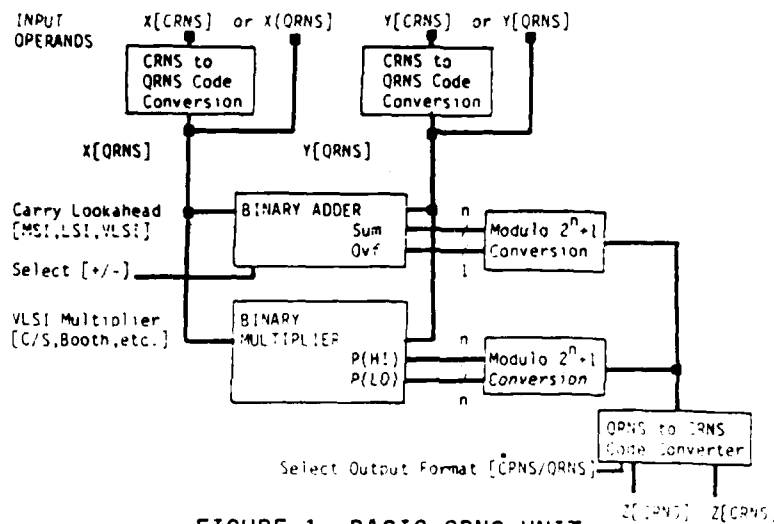 INPUT
OPERANDS
X[CRNS] or X(QRNS]
Y[CRNS] or Y[QRNS]
CRNS to
QRNS Code
Conversion
CRNS to
QRNS Code
Conversion
X[QRNS]
Y[QRNS]
Carry Lookahead
[MSI,LSI,VLSI]
BINARY ADDER
Sum
Ovf
n
1
Modulo 2ⁿ+1
Conversion
Select [+/-]
VLSI Multiplier
[C/S,Booth,etc.]
BINARY
MULTIPLIER
P(HI)
P(LO)
n
n
Modulo 2ⁿ+1
Conversion
QRNS to CRNS
Code Converter
Select Output Format [CRNS/QRNS]
Z[CRNS] Z[CRNS
FIGURE 1 BASIC QRNS UNIT